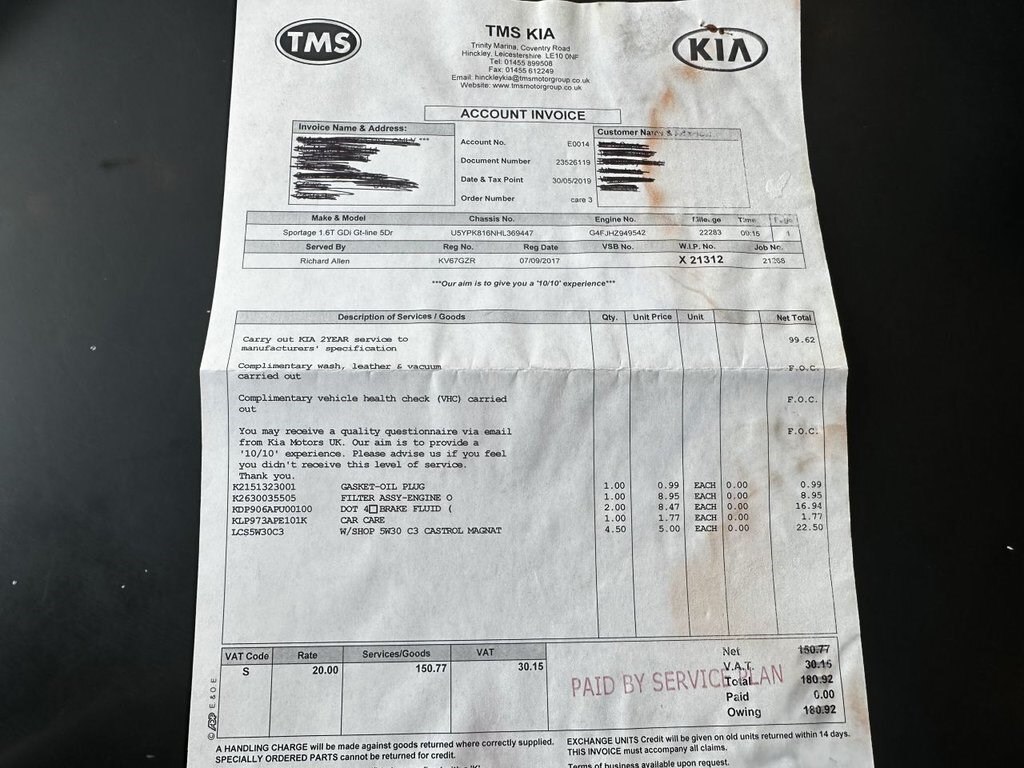 TMS
TMS KIA
Trinity Marina, Coventry Road
Hinckley, Leicestershire LE10 0NF
Tel: 01455 899508
Fax: 01455 612249
Email: hinckleykia@tmsmotorgroup.co.uk
Website: www.tmsmotorgroup.co.uk
KIA
ACCOUNT INVOICE
Invoice Name & Address:
***
Account No. E0014
Document Number 23526119
Date & Tax Point 30/05/2019
Order Number care 3
Customer Name &
Make & Model Chassis No. Engine No. Mileage Time Page
Sportage 1.6T GDi Gt-line 5Dr U5YPK816NHL369447 G4FJHZ949542 22283 09:15 1
Served By Reg No. Reg Date VSB No. W.I.P. No. Job No.
Richard Allen KV67GZR 07/09/2017 X 21312 21268
***Our aim is to give you a '10/10' experience***
Description of Services / Goods Qty. Unit Price Unit Net Total
Carry out KIA 2YEAR service to 99.62
manufacturers' specification
Complimentary wash, leather & vacuum F.O.C.
carried out
Complimentary vehicle health check (VHC) carried F.O.C.
out
You may receive a quality questionnaire via email F.O.C.
from Kia Motors UK. Our aim is to provide a
'10/10' experience. Please advise us if you feel
you didn't receive this level of service.
Thank you.
K2151323001 GASKET-OIL PLUG 1.00 0.99 EACH 0.00 0.99
K2630035505 FILTER ASSY-ENGINE O 1.00 8.95 EACH 0.00 8.95
KDP906APU00100 DOT 4□BRAKE FLUID ( 2.00 8.47 EACH 0.00 16.94
KLP973APE101K CAR CARE 1.00 1.77 EACH 0.00 1.77
LCS5W30C3 W/SHOP 5W30 C3 CASTROL MAGNAT 4.50 5.00 EACH 0.00 22.50
VAT Code Rate Services/Goods VAT
S 20.00 150.77 30.15
PAID BY SERVICE PLAN
Net 150.77
V.A.T. 30.15
Total 180.92
Paid 0.00
Owing 180.92
© ADP E & O E
A HANDLING CHARGE will be made against goods returned where correctly supplied.
SPECIALLY ORDERED PARTS cannot be returned for credit.
EXCHANGE UNITS Credit will be given on old units returned within 14 days.
THIS INVOICE must accompany all claims.
Terms of business available upon request.